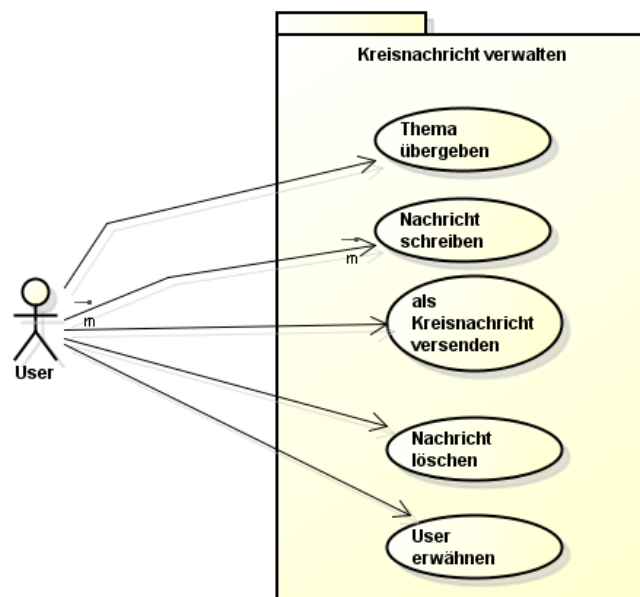 Kreisnachricht verwalten
Thema
übergeben
Nachricht
schreiben
m
als
Kreisnachricht
versenden
m
User
Nachricht
löschen
User
erwähnen